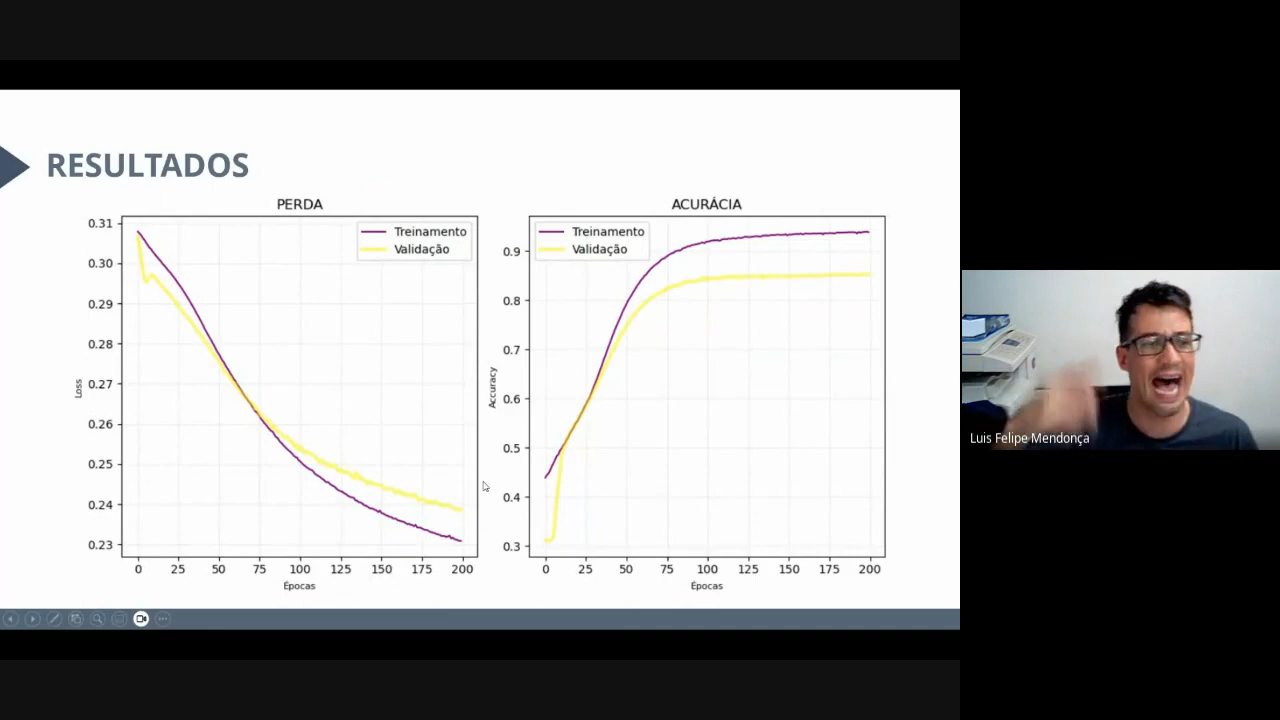 RESULTADOS
PERDA
Treinamento
Validação
0.31
0.30
0.29
0.28
0.27
0.26
0.25
0.24
0.23
Loss
0 25 50 75 100 125 150 175 200
Épocas
ACURÁCIA
Treinamento
Validação
0.9
0.8
0.7
0.6
0.5
0.4
0.3
Accuracy
0 25 50 75 100 125 150 175 200
Épocas
Luis Felipe Mendonça